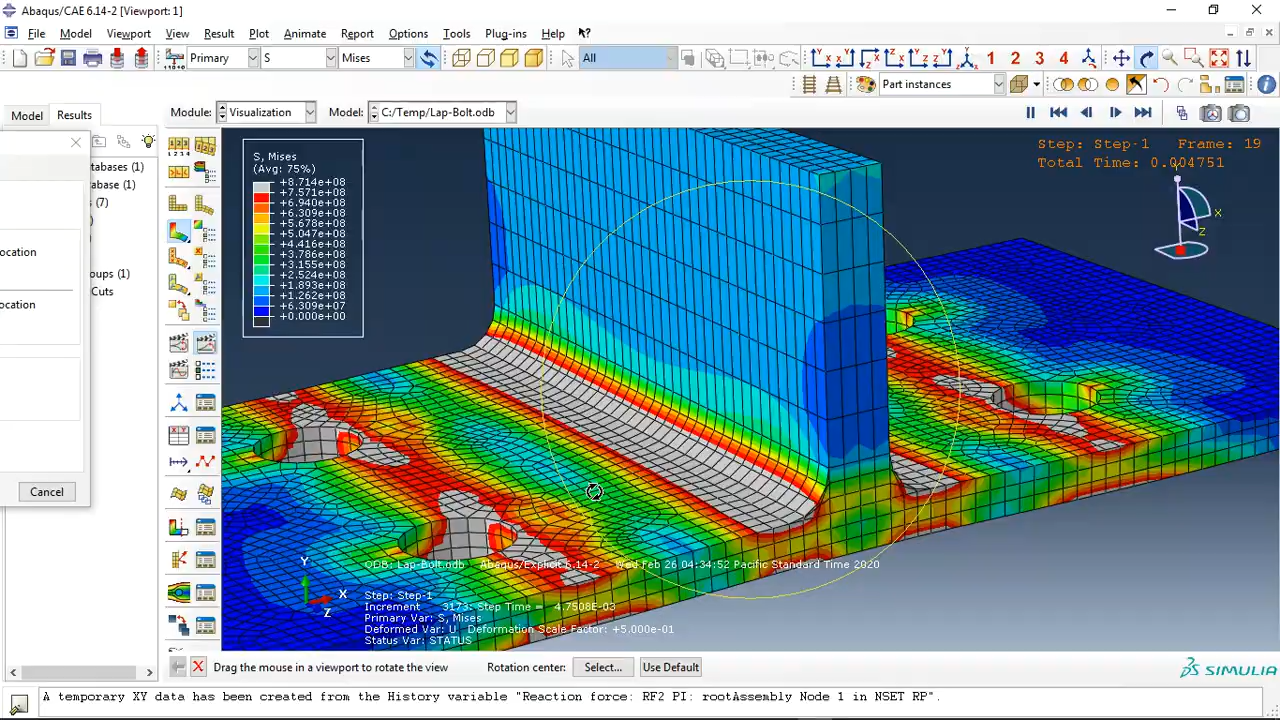 Abaqus/CAE 6.14-2 [Viewport: 1]
File Model Viewport View Result Plot Animate Report Options Tools Plug-ins Help
Primary S Mises All 1 2 3 4
Part instances
Model Results Module: Visualization Model: C:/Temp/Lap-Bolt.odb
tabases (1)
abase (1)
s (7)
)
)
oups (1)
Cuts
ocation
ocation
Cancel
S, Mises
(Avg: 75%)
+8.714e+08
+7.571e+08
+6.940e+08
+6.309e+08
+5.678e+08
+5.047e+08
+4.416e+08
+3.786e+08
+3.155e+08
+2.524e+08
+1.893e+08
+1.262e+08
+6.309e+07
+0.000e+00
Step: Step-1 Frame: 19
Total Time: 0.004751
X
Z
Y
X
Z
ODB: Lap-Bolt.odb Abaqus/Explicit 6.14-2 Wed Feb 26 04:34:52 Pacific Standard Time 2020
Step: Step-1
Increment 3173: Step Time = 4.7508E-03
Primary Var: S, Mises
Deformed Var: U Deformation Scale Factor: +5.000e-01
Status Var: STATUS
Drag the mouse in a viewport to rotate the view Rotation center: Select... Use Default
SIMULIA
A temporary XY data has been created from the History variable "Reaction force: RF2 PI: rootAssembly Node 1 in NSET RP".